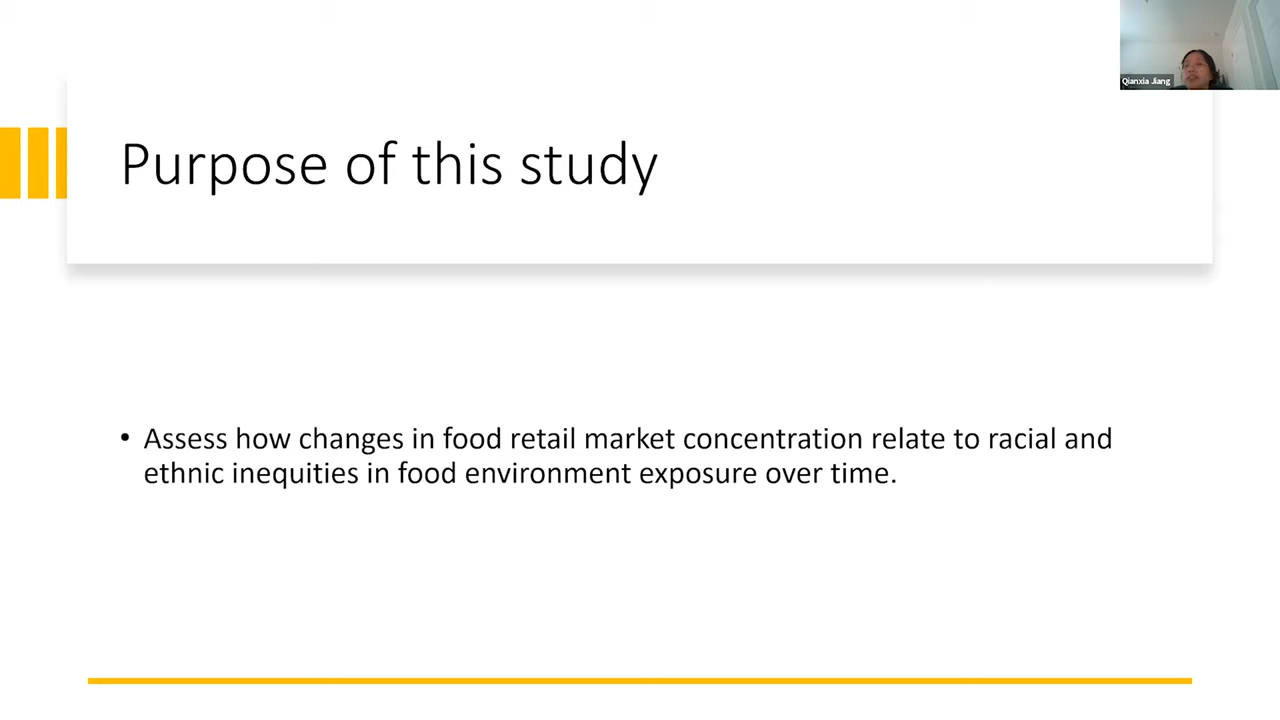 Qianxia Jiang
Purpose of this study
• Assess how changes in food retail market concentration relate to racial and
ethnic inequities in food environment exposure over time.